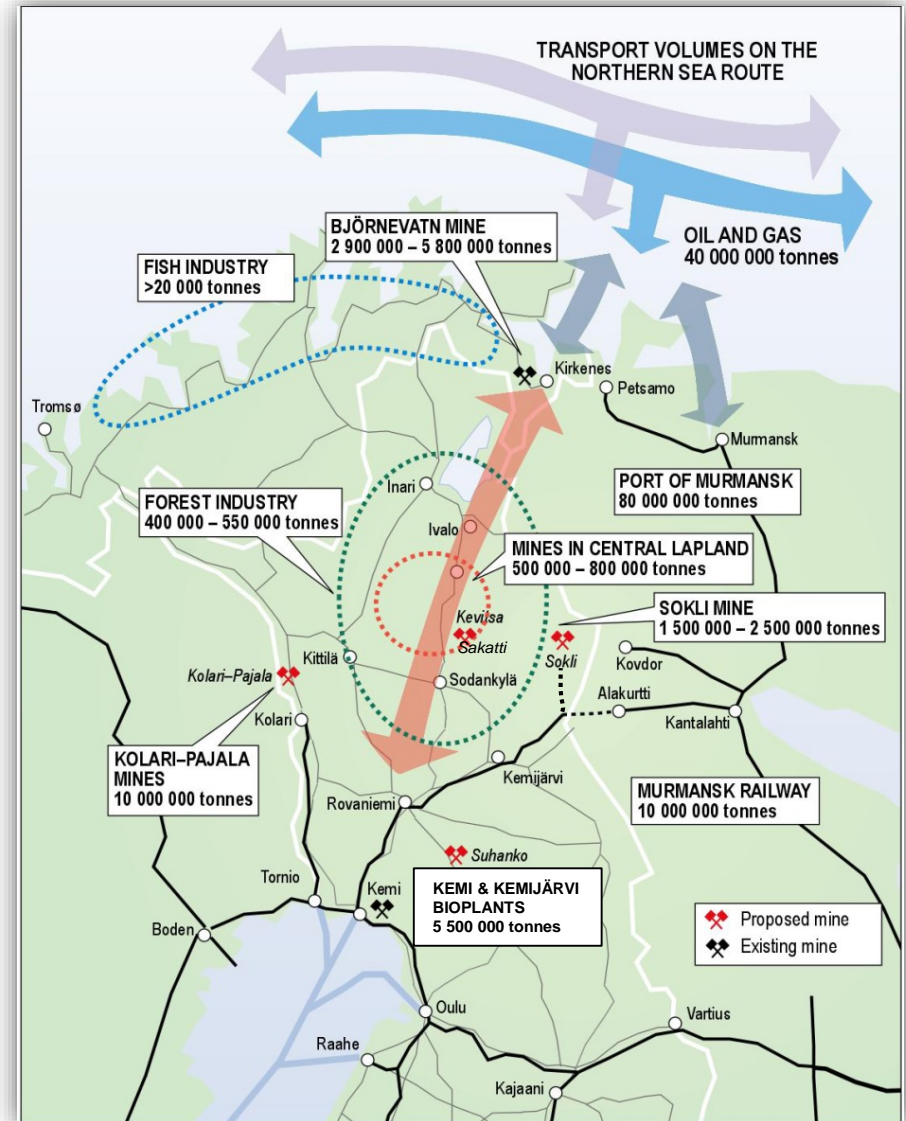 TRANSPORT VOLUMES ON THE
NORTHERN SEA ROUTE
BJÖRNEVATN MINE
2 900 000 – 5 800 000 tonnes
OIL AND GAS
40 000 000 tonnes
FISH INDUSTRY
>20 000 tonnes
Kirkenes
Petsamo
Tromsø
Murmansk
PORT OF MURMANSK
80 000 000 tonnes
Inari
FOREST INDUSTRY
400 000 – 550 000 tonnes
Ivalo
MINES IN CENTRAL LAPLAND
500 000 – 800 000 tonnes
SOKLI MINE
1 500 000 – 2 500 000 tonnes
Kevitsa
Sakatti
Sokli
Kovdor
Kittilä
Kolari–Pajala
Sodankylä
Alakurtti
Kantalahti
Kolari
KOLARI–PAJALA
MINES
10 000 000 tonnes
Kemijärvi
MURMANSK RAILWAY
10 000 000 tonnes
Rovaniemi
Suhanko
KEMI & KEMIJÄRVI
BIOPLANTS
5 500 000 tonnes
Tornio
Kemi
Boden
Proposed mine
Existing mine
Oulu
Vartius
Raahe
Kajaani